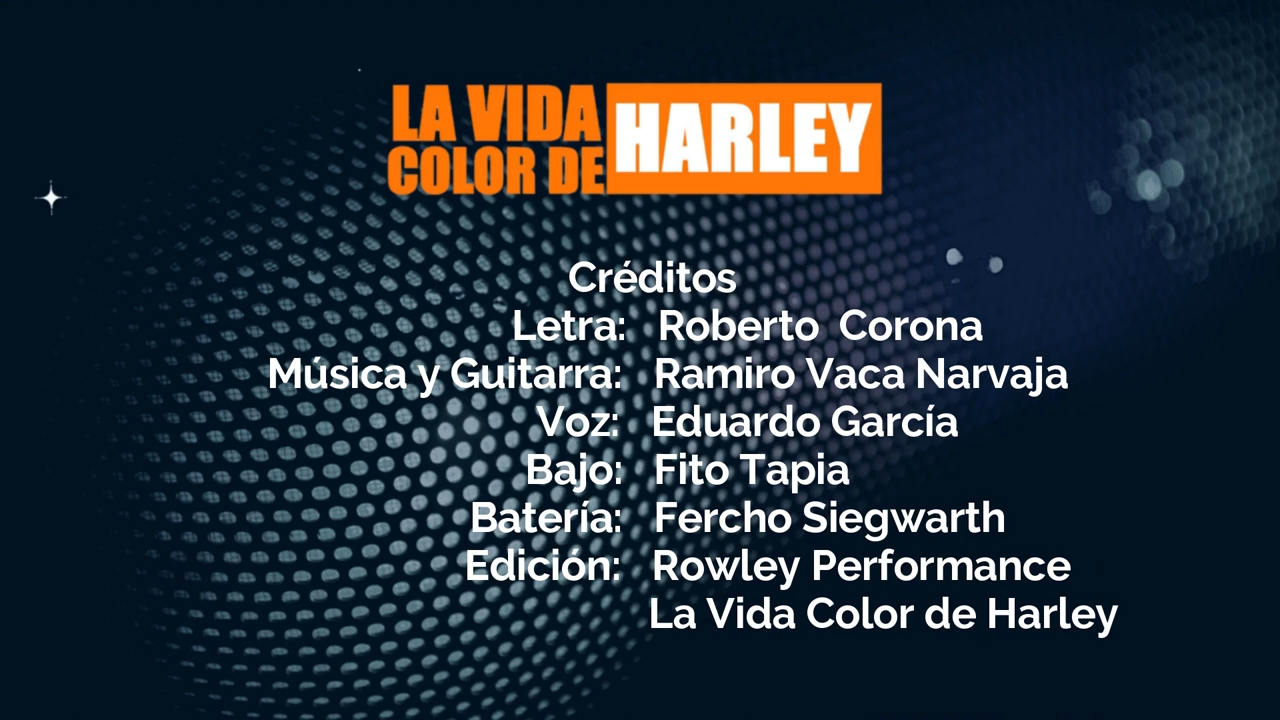 LA VIDA
COLOR DE HARLEY
Créditos
Letra: Roberto Corona
Música y Guitarra: Ramiro Vaca Narvaja
Voz: Eduardo García
Bajo: Fito Tapia
Batería: Fercho Siegwarth
Edición: Rowley Performance
La Vida Color de Harley